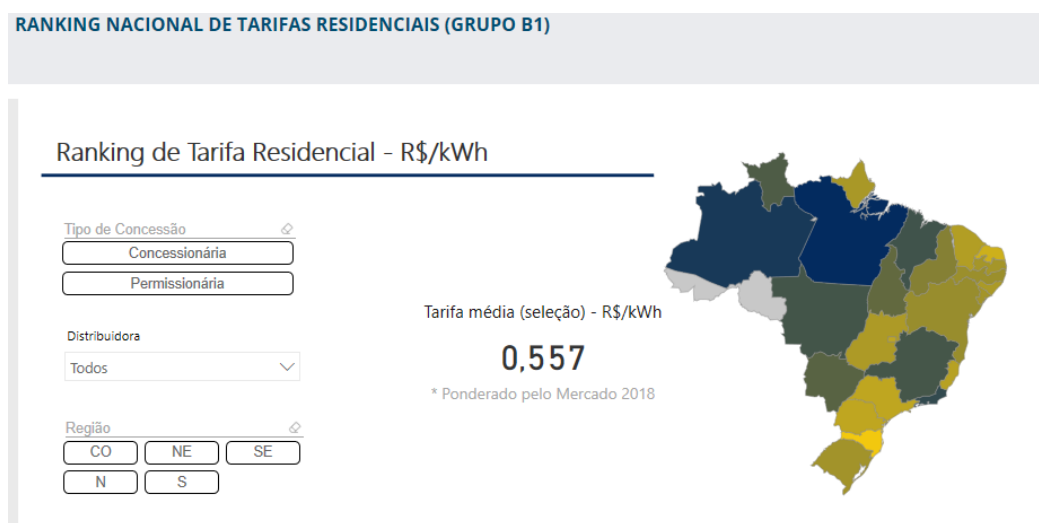 RANKING NACIONAL DE TARIFAS RESIDENCIAIS (GRUPO B1)
Ranking de Tarifa Residencial - R$/kWh
Tipo de Concessão
Concessionária
Permissionária
Distribuidora
Todos
Região
CO NE SE
N S
Tarifa média (seleção) - R$/kWh
0,557
* Ponderado pelo Mercado 2018